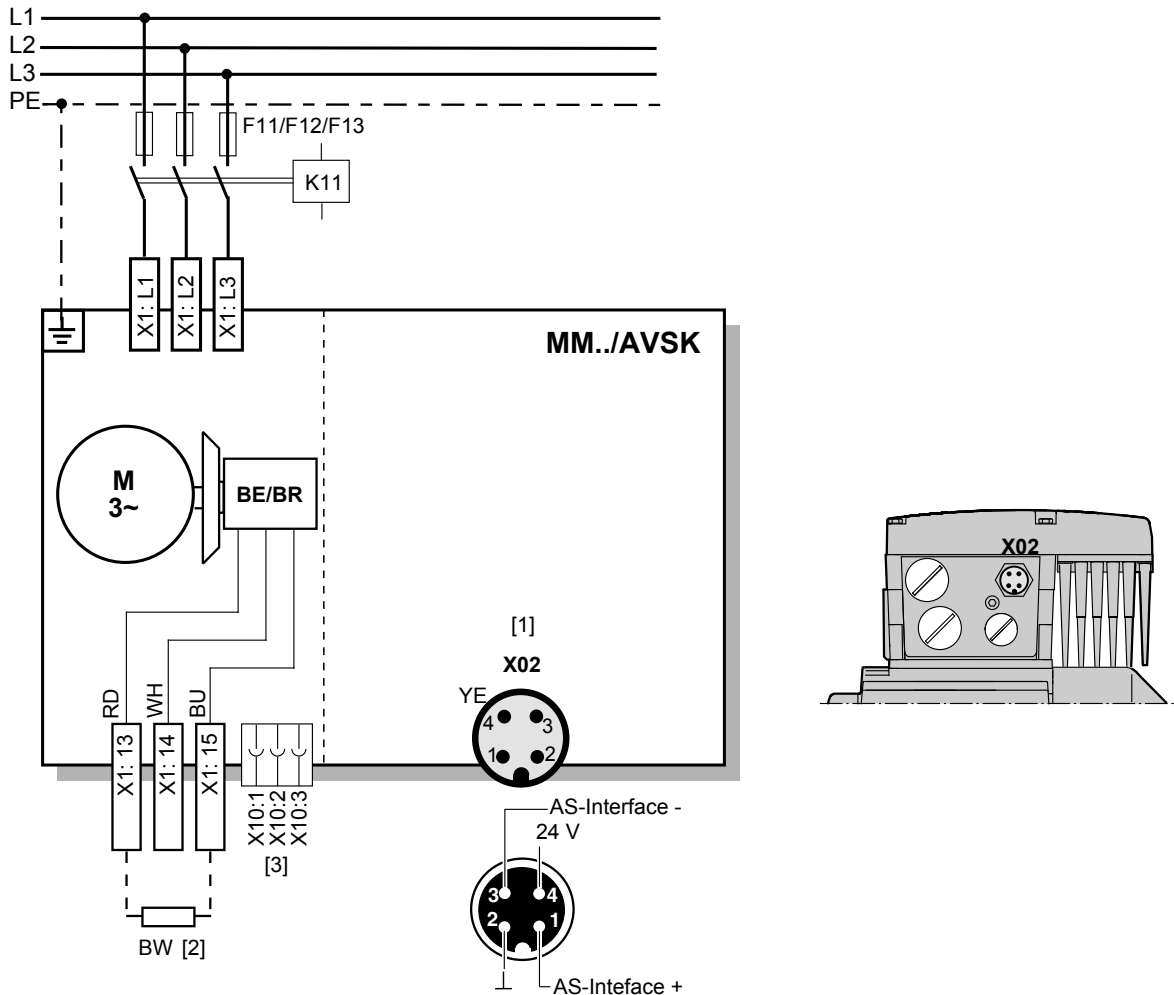 L1
L2
L3
PE
F11/F12/F13
K11
X1: L1
X1: L2
X1: L3
MM../AVSK
M
3~
BE/BR
X02
[1]
X02
YE
4
3
1
2
RD
WH
BU
X1: 13
X1: 14
X1: 15
X10:1
X10:2
X10:3
[3]
AS-Interface -
24 V
3
4
2
1
BW [2]
AS-Inteface +